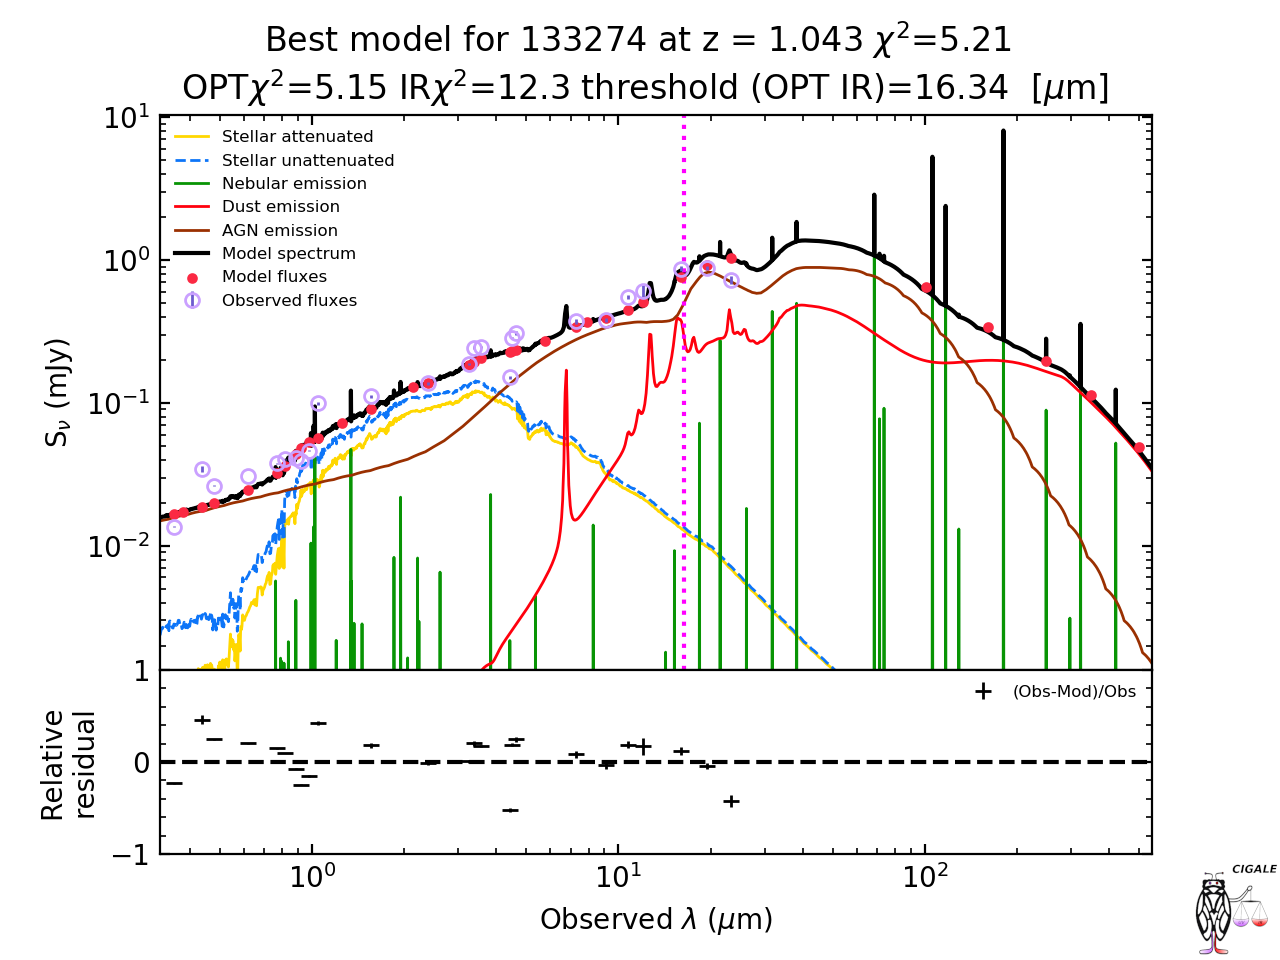 Best model for 133274 at z = 1.043 χ²=5.21
OPTχ²=5.15 IRχ²=12.3 threshold (OPT IR)=16.34 [μm]
Stellar attenuated
Stellar unattenuated
Nebular emission
Dust emission
AGN emission
Model spectrum
Model fluxes
Observed fluxes
S_ν (mJy)
10¹
10⁰
10⁻¹
10⁻²
(Obs-Mod)/Obs
Relative
residual
1
0
−1
10⁰ 10¹ 10²
Observed λ (μm)
CIGALE